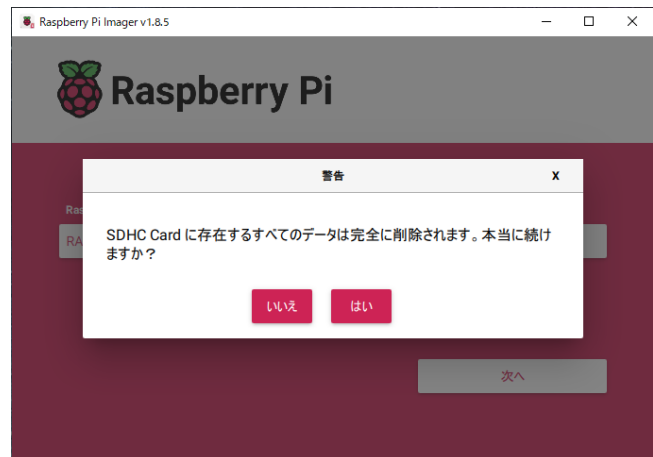 Raspberry Pi Imager v1.8.5
Raspberry Pi
警告
X
Ras
RA
SDHC Card に存在するすべてのデータは完全に削除されます。本当に続け
ますか？
いいえ
はい
次へ